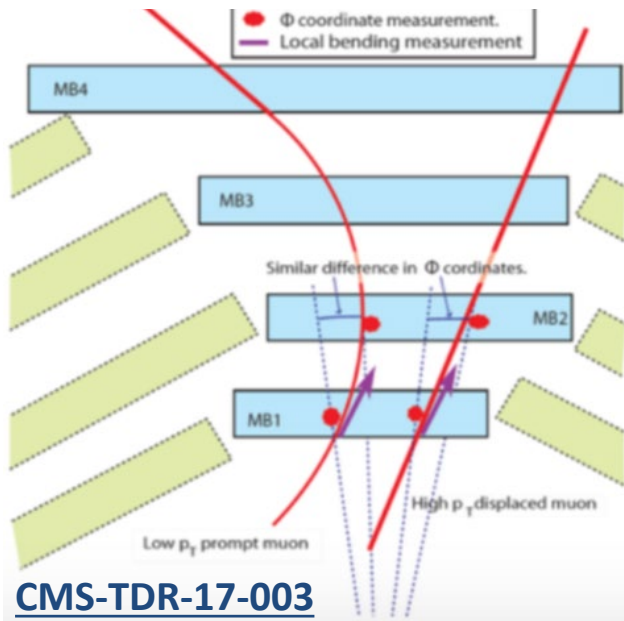 Φ coordinate measurement.
Local bending measurement
MB4
MB3
Similar difference in Φ cordinates.
MB2
MB1
High p T displaced muon
Low pT prompt muon
CMS-TDR-17-003